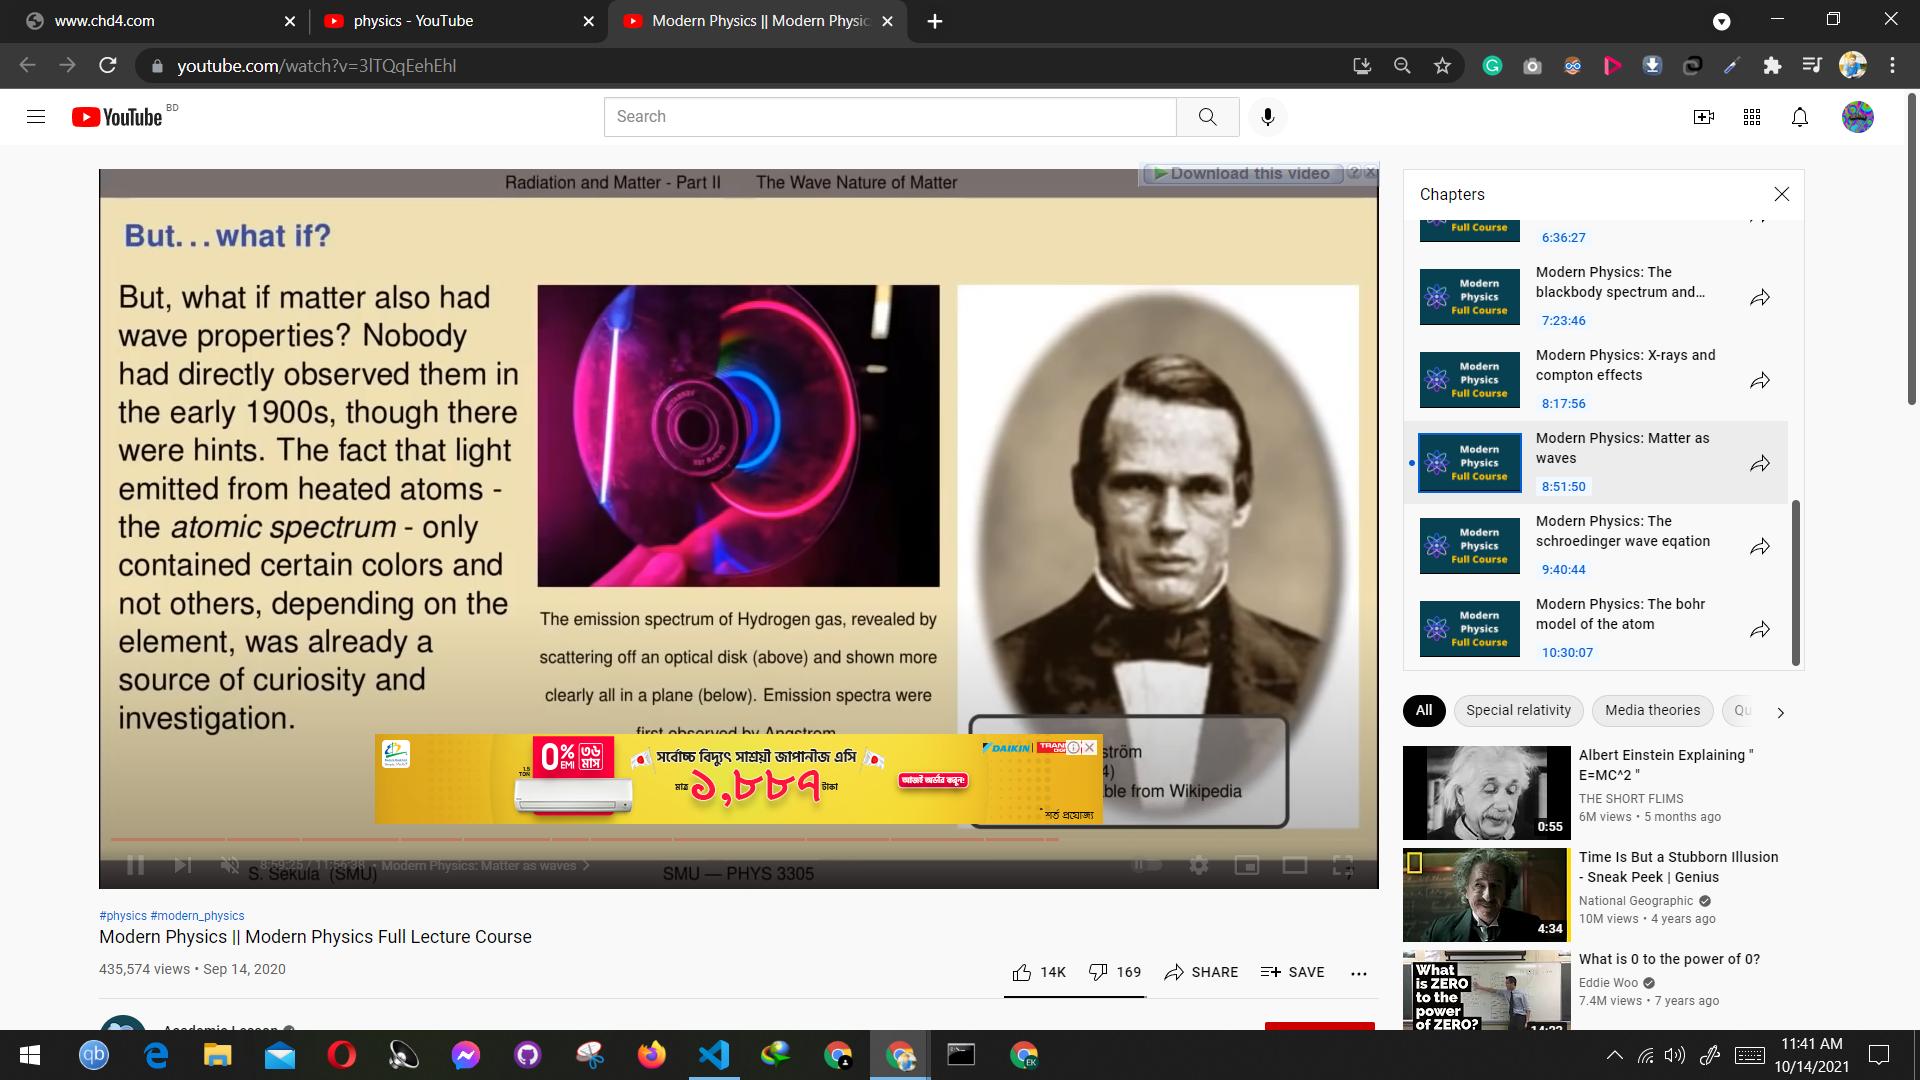 www.chd4.com
physics - YouTube
Modern Physics || Modern Physic
youtube.com/watch?v=3lTQqEehEhI
YouTube BD
Search
Radiation and Matter - Part II The Wave Nature of Matter
Download this video
But...what if?
But, what if matter also had
wave properties? Nobody
had directly observed them in
the early 1900s, though there
were hints. The fact that light
emitted from heated atoms -
the atomic spectrum - only
contained certain colors and
not others, depending on the
element, was already a
source of curiosity and
investigation.
The emission spectrum of Hydrogen gas, revealed by
scattering off an optical disk (above) and shown more
clearly all in a plane (below). Emission spectra were
first observed by Angstrom
ström
4)
ble from Wikipedia
0% EMI
৩৬ মাস
1.5 TON
সর্বোচ্চ বিদ্যুৎ সাশ্রয়ী জাপানীজ এসি
মাত্র ১,৮৮৭ টাকা
আজই অর্ডার করুন!
DAIKIN
TRAN
*শর্ত প্রযোজ্য
8:59:25 / 11:56:38 • Modern Physics: Matter as waves
S. Sekula (SMU)
SMU — PHYS 3305
7
#physics #modern_physics
Modern Physics || Modern Physics Full Lecture Course
435,574 views • Sep 14, 2020
14K
169
SHARE
SAVE
Academic Lesson
Chapters
Full Course
6:36:27
Modern Physics Full Course
Modern Physics: The
blackbody spectrum and...
7:23:46
Modern Physics Full Course
Modern Physics: X-rays and
compton effects
8:17:56
Modern Physics Full Course
Modern Physics: Matter as
waves
8:51:50
Modern Physics Full Course
Modern Physics: The
schroedinger wave eqation
9:40:44
Modern Physics Full Course
Modern Physics: The bohr
model of the atom
10:30:07
All
Special relativity
Media theories
Qu
Albert Einstein Explaining "
E=MC^2 "
THE SHORT FLIMS
6M views • 5 months ago
0:55
Time Is But a Stubborn Illusion
- Sneak Peek | Genius
National Geographic
10M views • 4 years ago
4:34
What is 0 to the power of 0?
Eddie Woo
7.4M views • 7 years ago
What
is ZERO
to the
power
of ZERO?
14:22
qb
EK
11:41 AM
10/14/2021